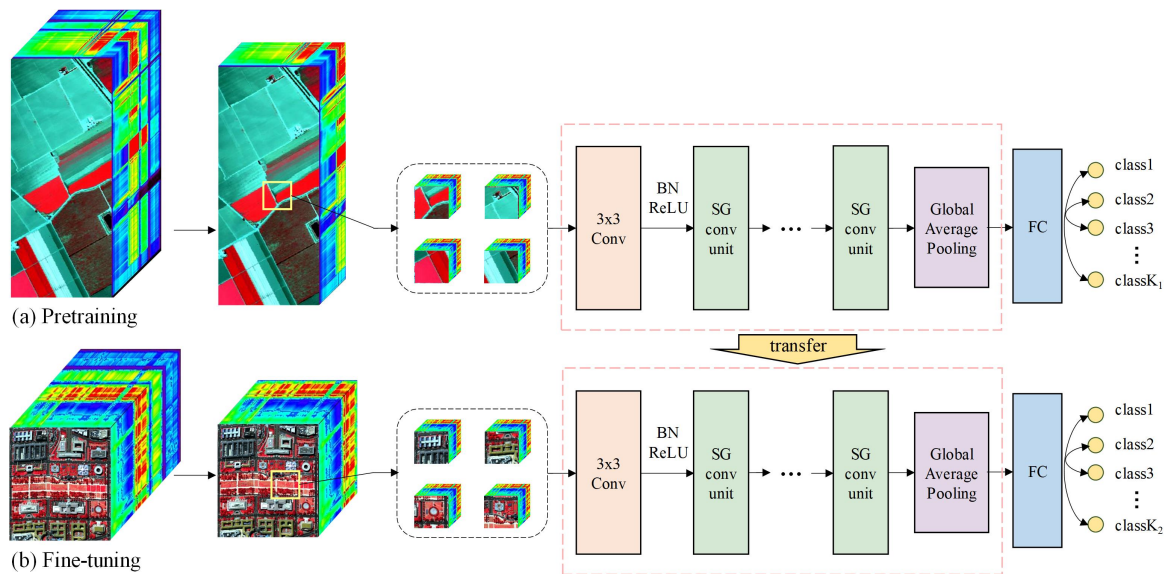 3x3
Conv
BN
ReLU
SG
conv
unit
...
SG
conv
unit
Global
Average
Pooling
FC
class1
class2
class3
...
classK₁
(a) Pretraining
transfer
3x3
Conv
BN
ReLU
SG
conv
unit
...
SG
conv
unit
Global
Average
Pooling
FC
class1
class2
class3
...
classK₂
(b) Fine-tuning